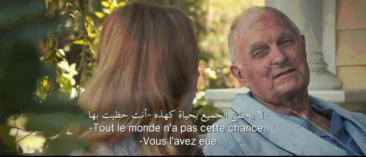 لا يحظى الجميع بحياة كهذه -أنت حظيت بها-
-Tout le monde n'a pas cette chance.
-Vous l'avez eue